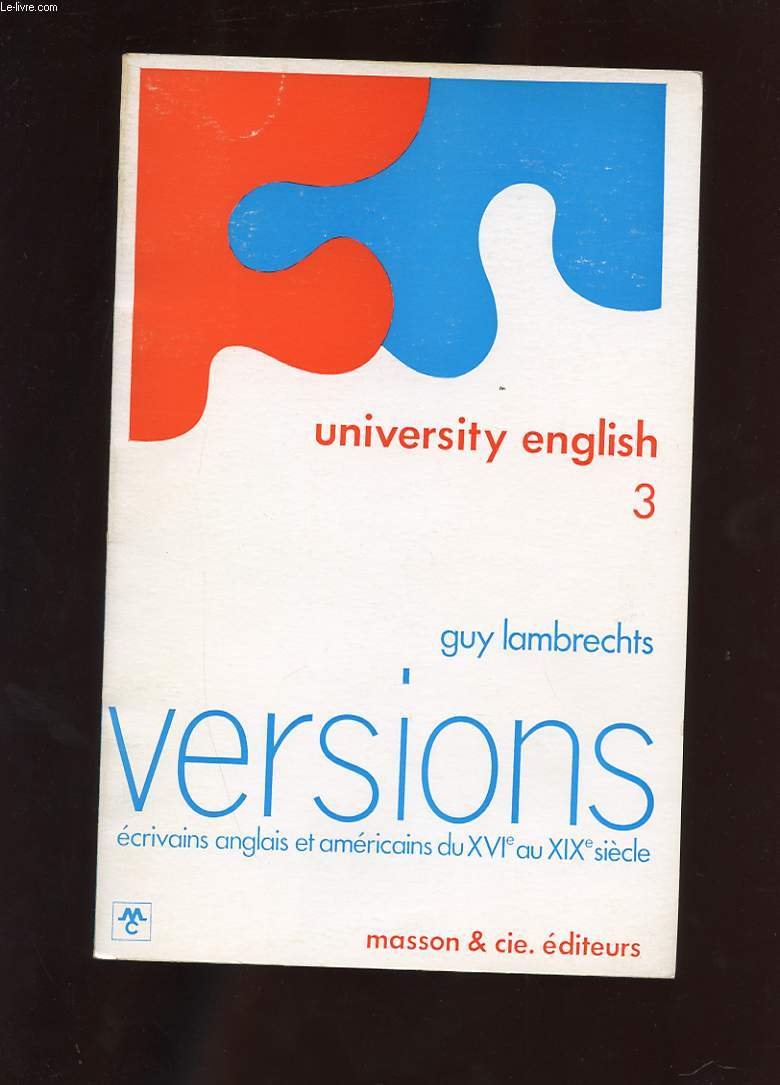 © Le-livre.com
university english
3
guy lambrechts
versions
écrivains anglais et américains du XVIe au XIXe siècle
MC
masson & cie. éditeurs